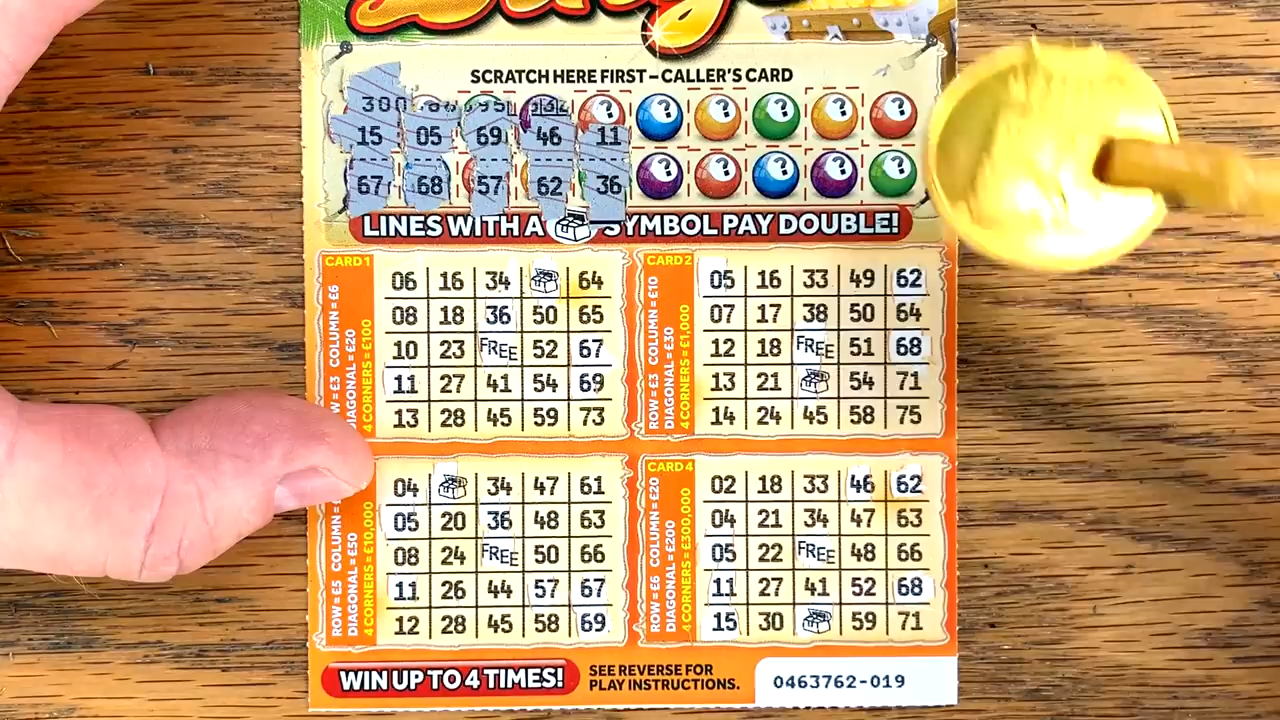 SCRATCH HERE FIRST – CALLER'S CARD
15 05 69 46 11 ? ? ? ? ?
67 68 57 62 36 ? ? ? ? ?
LINES WITH A SYMBOL PAY DOUBLE!
CARD 1
ROW = £3 COLUMN = £6
DIAGONAL = £20
4 CORNERS = £100
06 16 34 64
08 18 36 50 65
10 23 FREE 52 67
11 27 41 54 69
13 28 45 59 73
CARD 2
ROW = £3 COLUMN = £10
DIAGONAL = £30
4 CORNERS = £1,000
05 16 33 49 62
07 17 38 50 64
12 18 FREE 51 68
13 21 54 71
14 24 45 58 75
ROW = £5 COLUMN =
DIAGONAL = £50
4 CORNERS = £10,000
04 34 47 61
05 20 36 48 63
08 24 FREE 50 66
11 26 44 57 67
12 28 45 58 69
CARD 4
ROW = £6 COLUMN = £20
DIAGONAL = £200
4 CORNERS = £300,000
02 18 33 46 62
04 21 34 47 63
05 22 FREE 48 66
11 27 41 52 68
15 30 59 71
WIN UP TO 4 TIMES!
SEE REVERSE FOR
PLAY INSTRUCTIONS.
0463762-019